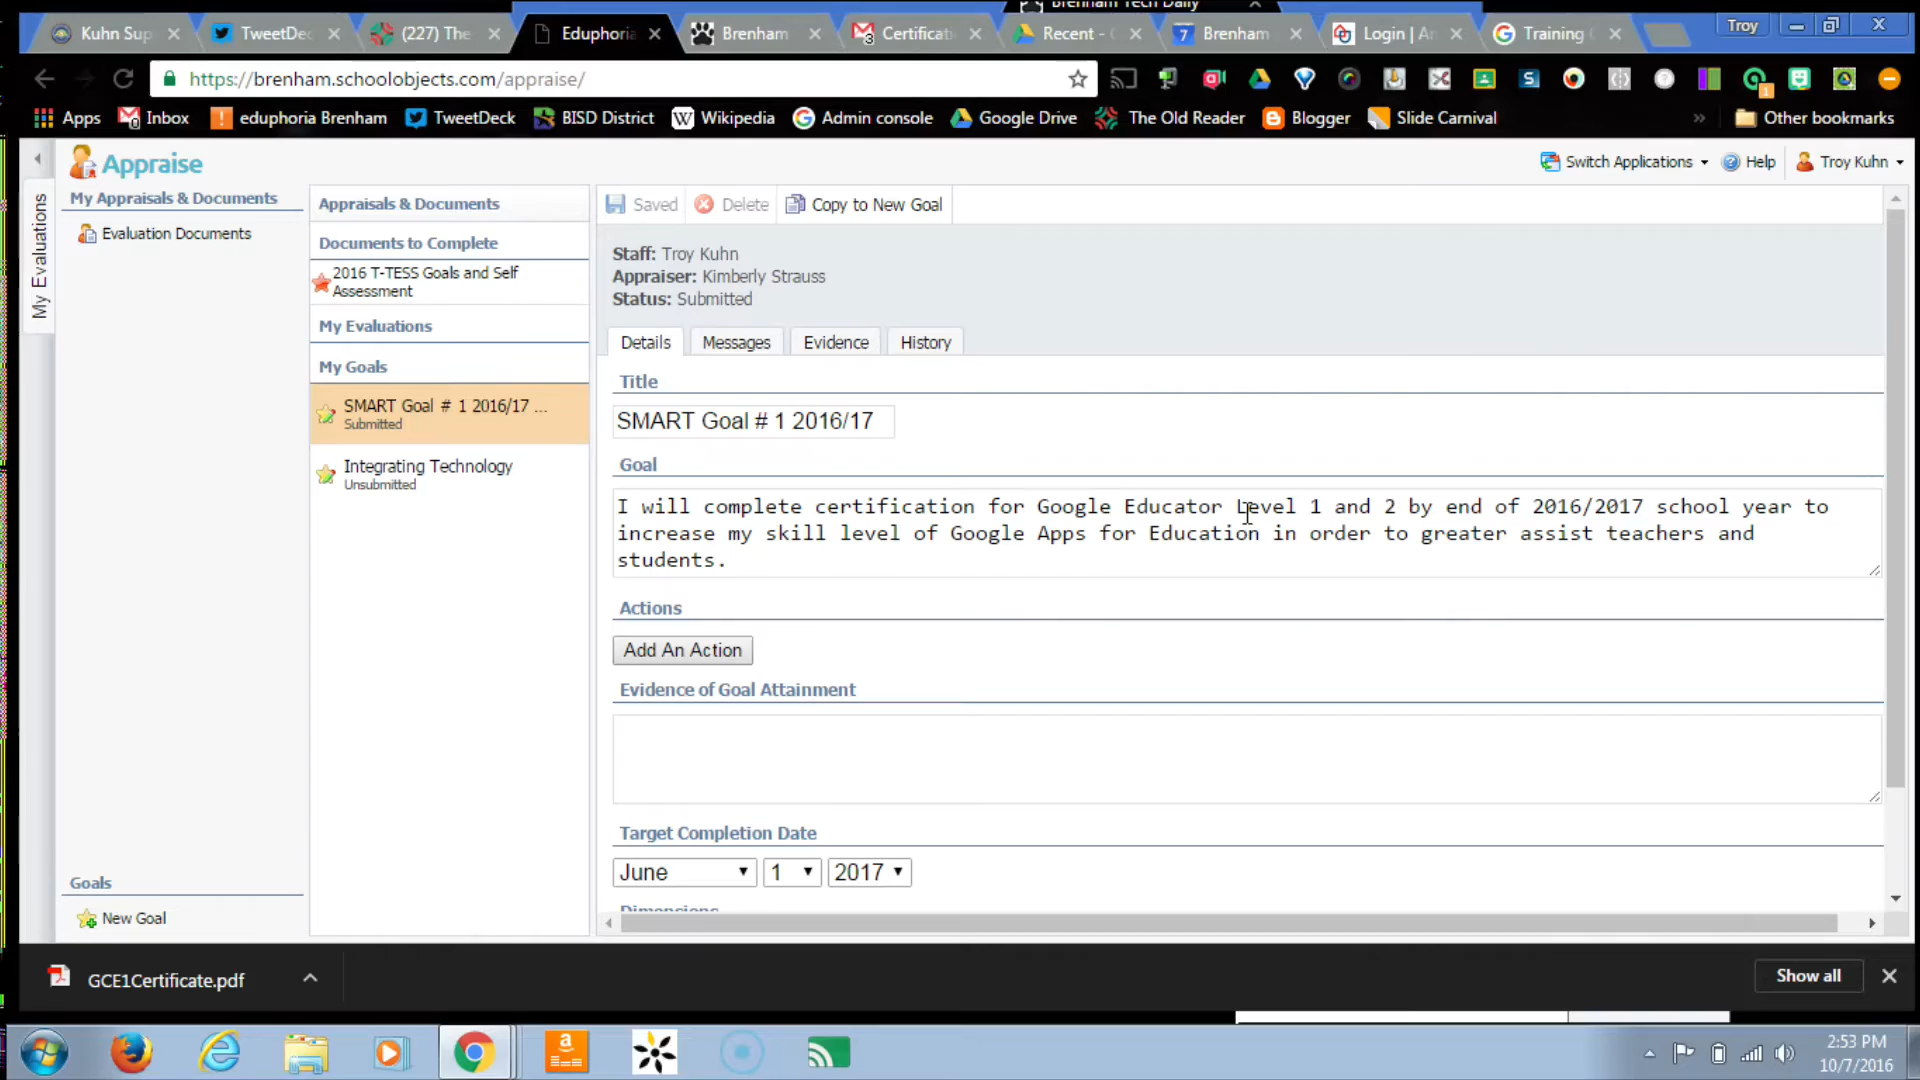 Brenham Tech Daily
Kuhn Sup
TweetDec
(227) The
Eduphoria
Brenham
Certificati
Recent -
Brenham
Login | A
Training
Troy
https://brenham.schoolobjects.com/appraise/
Apps
Inbox
eduphoria Brenham
TweetDeck
BISD District
Wikipedia
Admin console
Google Drive
The Old Reader
Blogger
Slide Carnival
»
Other bookmarks
Appraise
Switch Applications
Help
Troy Kuhn
My Evaluations
My Appraisals & Documents
Evaluation Documents
Goals
New Goal
Appraisals & Documents
Documents to Complete
2016 T-TESS Goals and Self
Assessment
My Evaluations
My Goals
SMART Goal # 1 2016/17 ...
Submitted
Integrating Technology
Unsubmitted
Saved
Delete
Copy to New Goal
Staff: Troy Kuhn
Appraiser: Kimberly Strauss
Status: Submitted
Details
Messages
Evidence
History
Title
SMART Goal # 1 2016/17
Goal
I will complete certification for Google Educator Level 1 and 2 by end of 2016/2017 school year to
increase my skill level of Google Apps for Education in order to greater assist teachers and
students.
Actions
Add An Action
Evidence of Goal Attainment
Target Completion Date
June
1
2017
Dimensions
GCE1Certificate.pdf
Show all
2:53 PM
10/7/2016